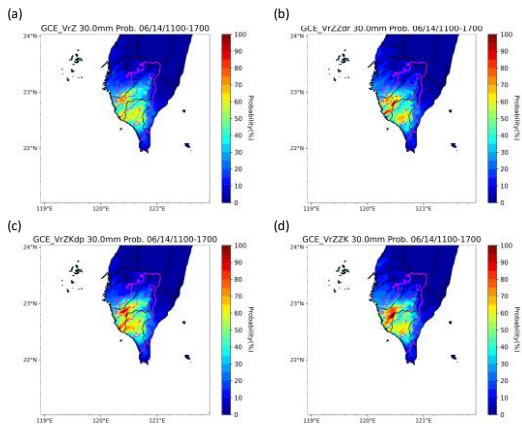 (a)
GCE_VrZ 30.0mm Prob. 06/14/1100-1700
24°N
23°N
22°N
119°E 120°E 121°E
100
90
80
70
60
50
40
30
20
10
0
Probability(%)
(b)
GCE_VrZZdr 30.0mm Prob. 06/14/1100-1700
24°N
23°N
22°N
119°E 120°E 121°E
100
90
80
70
60
50
40
30
20
10
0
Probability(%)
(c)
GCE_VrZKdp 30.0mm Prob. 06/14/1100-1700
24°N
23°N
22°N
119°E 120°E 121°E
100
90
80
70
60
50
40
30
20
10
0
Probability(%)
(d)
GCE_VrZZK 30.0mm Prob. 06/14/1100-1700
24°N
23°N
22°N
119°E 120°E 121°E
100
90
80
70
60
50
40
30
20
10
0
Probability(%)